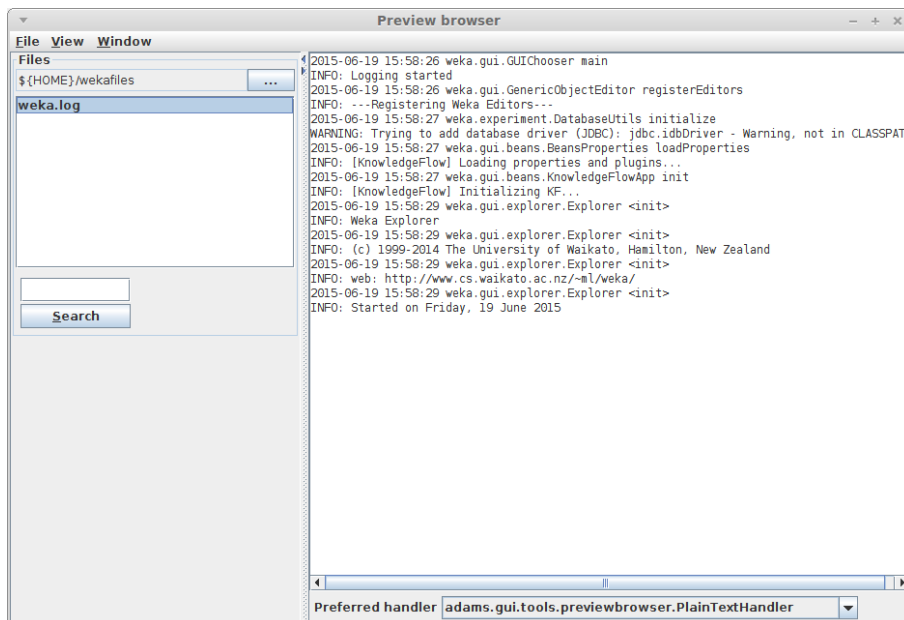 Preview browser
File View Window
Files
${HOME}/wekafiles
...
weka.log
Search
2015-06-19 15:58:26 weka.gui.GUIChooser main
INFO: Logging started
2015-06-19 15:58:26 weka.gui.GenericObjectEditor registerEditors
INFO: ---Registering Weka Editors---
2015-06-19 15:58:27 weka.experiment.DatabaseUtils initialize
WARNING: Trying to add database driver (JDBC): jdbc.idbDriver - Warning, not in CLASSPAT
2015-06-19 15:58:27 weka.gui.beans.BeansProperties loadProperties
INFO: [KnowledgeFlow] Loading properties and plugins...
2015-06-19 15:58:27 weka.gui.beans.KnowledgeFlowApp init
INFO: [KnowledgeFlow] Initializing KF...
2015-06-19 15:58:29 weka.gui.explorer.Explorer <init>
INFO: Weka Explorer
2015-06-19 15:58:29 weka.gui.explorer.Explorer <init>
INFO: (c) 1999-2014 The University of Waikato, Hamilton, New Zealand
2015-06-19 15:58:29 weka.gui.explorer.Explorer <init>
INFO: web: http://www.cs.waikato.ac.nz/~ml/weka/
2015-06-19 15:58:29 weka.gui.explorer.Explorer <init>
INFO: Started on Friday, 19 June 2015
Preferred handler adams.gui.tools.previewbrowser.PlainTextHandler